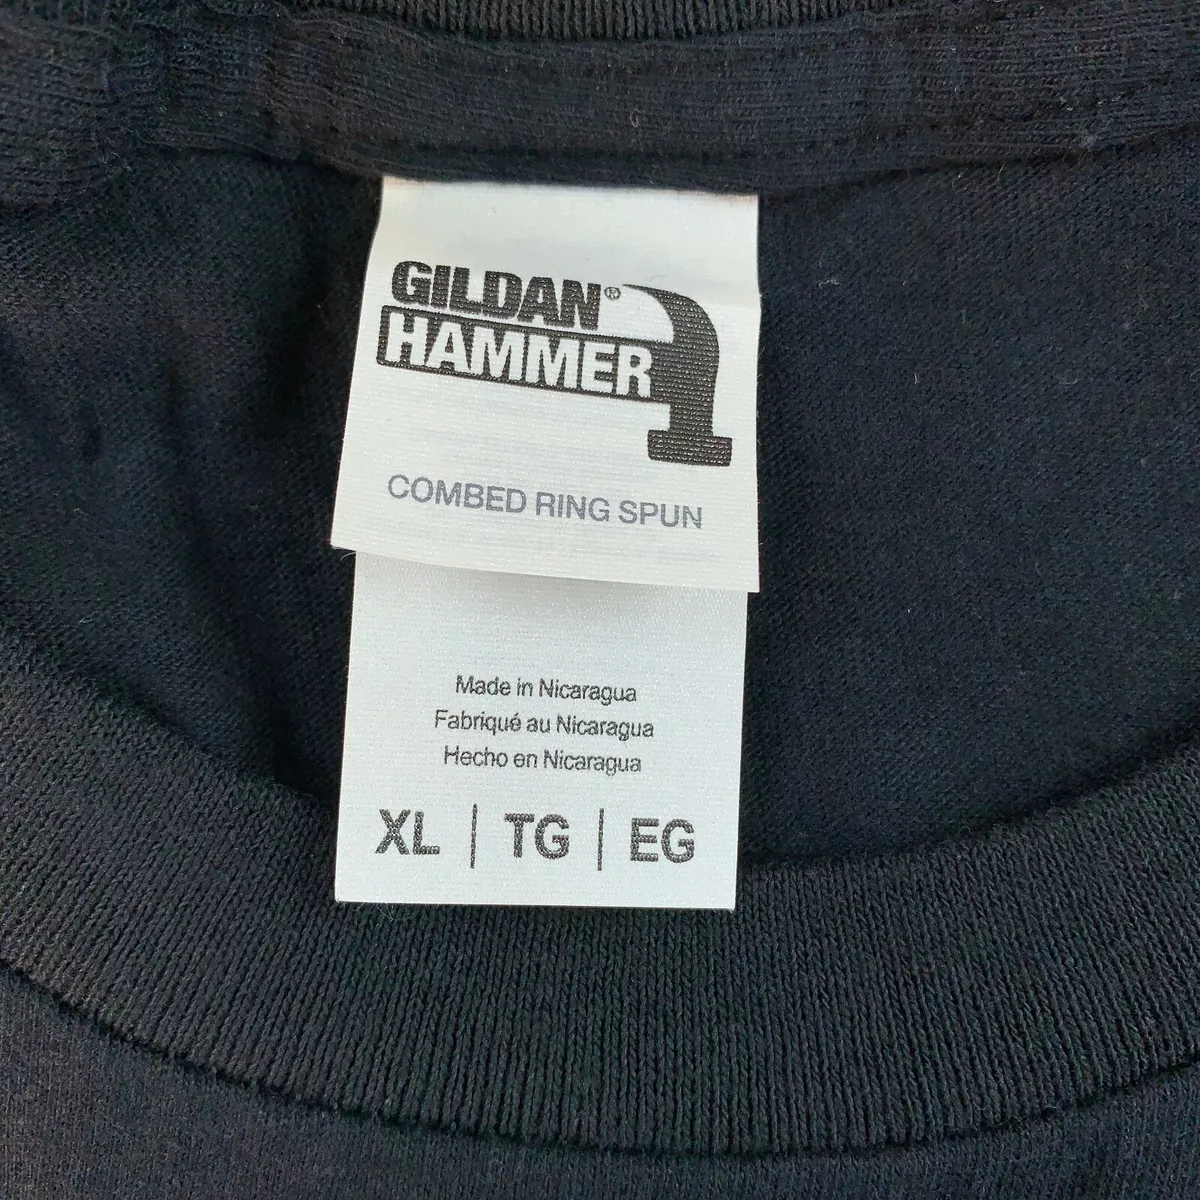 GILDAN®
HAMMER
COMBED RING SPUN
Made in Nicaragua
Fabriqué au Nicaragua
Hecho en Nicaragua
XL | TG | EG